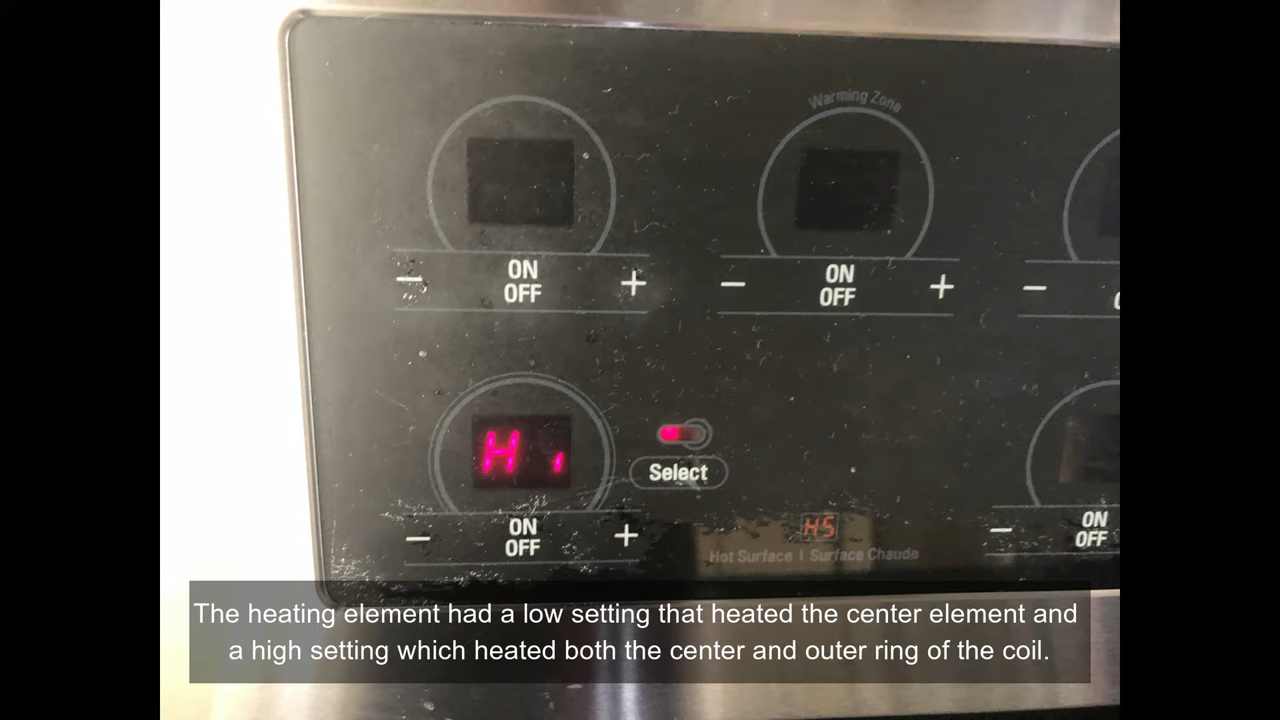 Warming Zone
− ON OFF +
− ON OFF +
−
Hi
Select
− ON OFF +
HS
Hot Surface | Surface Chaude
− ON OFF
The heating element had a low setting that heated the center element and
a high setting which heated both the center and outer ring of the coil.